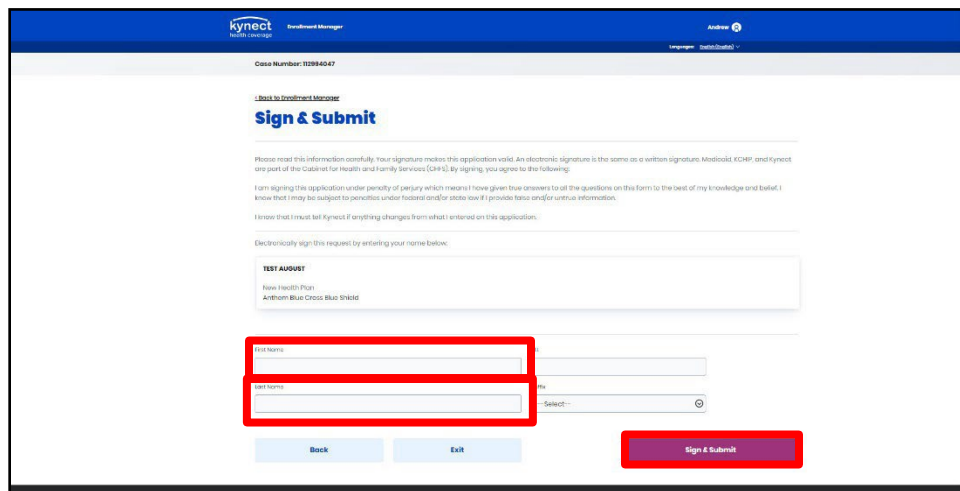 kynect
health coverage
Enrollment Manager
Andrew
Languages: English (English)
Case Number: 112994047
‹ Back to Enrollment Manager
Sign & Submit
Please read this information carefully. Your signature makes this application valid. An electronic signature is the same as a written signature. Medicaid, KCHIP, and Kynect
are part of the Cabinet for Health and Family Services (CHFS). By signing, you agree to the following:
I am signing this application under penalty of perjury which means I have given true answers to all the questions on this form to the best of my knowledge and belief. I
know that I may be subject to penalties under federal and/or state law if I provide false and/or untrue information.
I know that I must tell Kynect if anything changes from what I entered on this application.
Electronically sign this request by entering your name below.
TEST AUGUST
New Health Plan
Anthem Blue Cross Blue Shield
First Name
Last Name
--Select--
Back
Exit
Sign & Submit